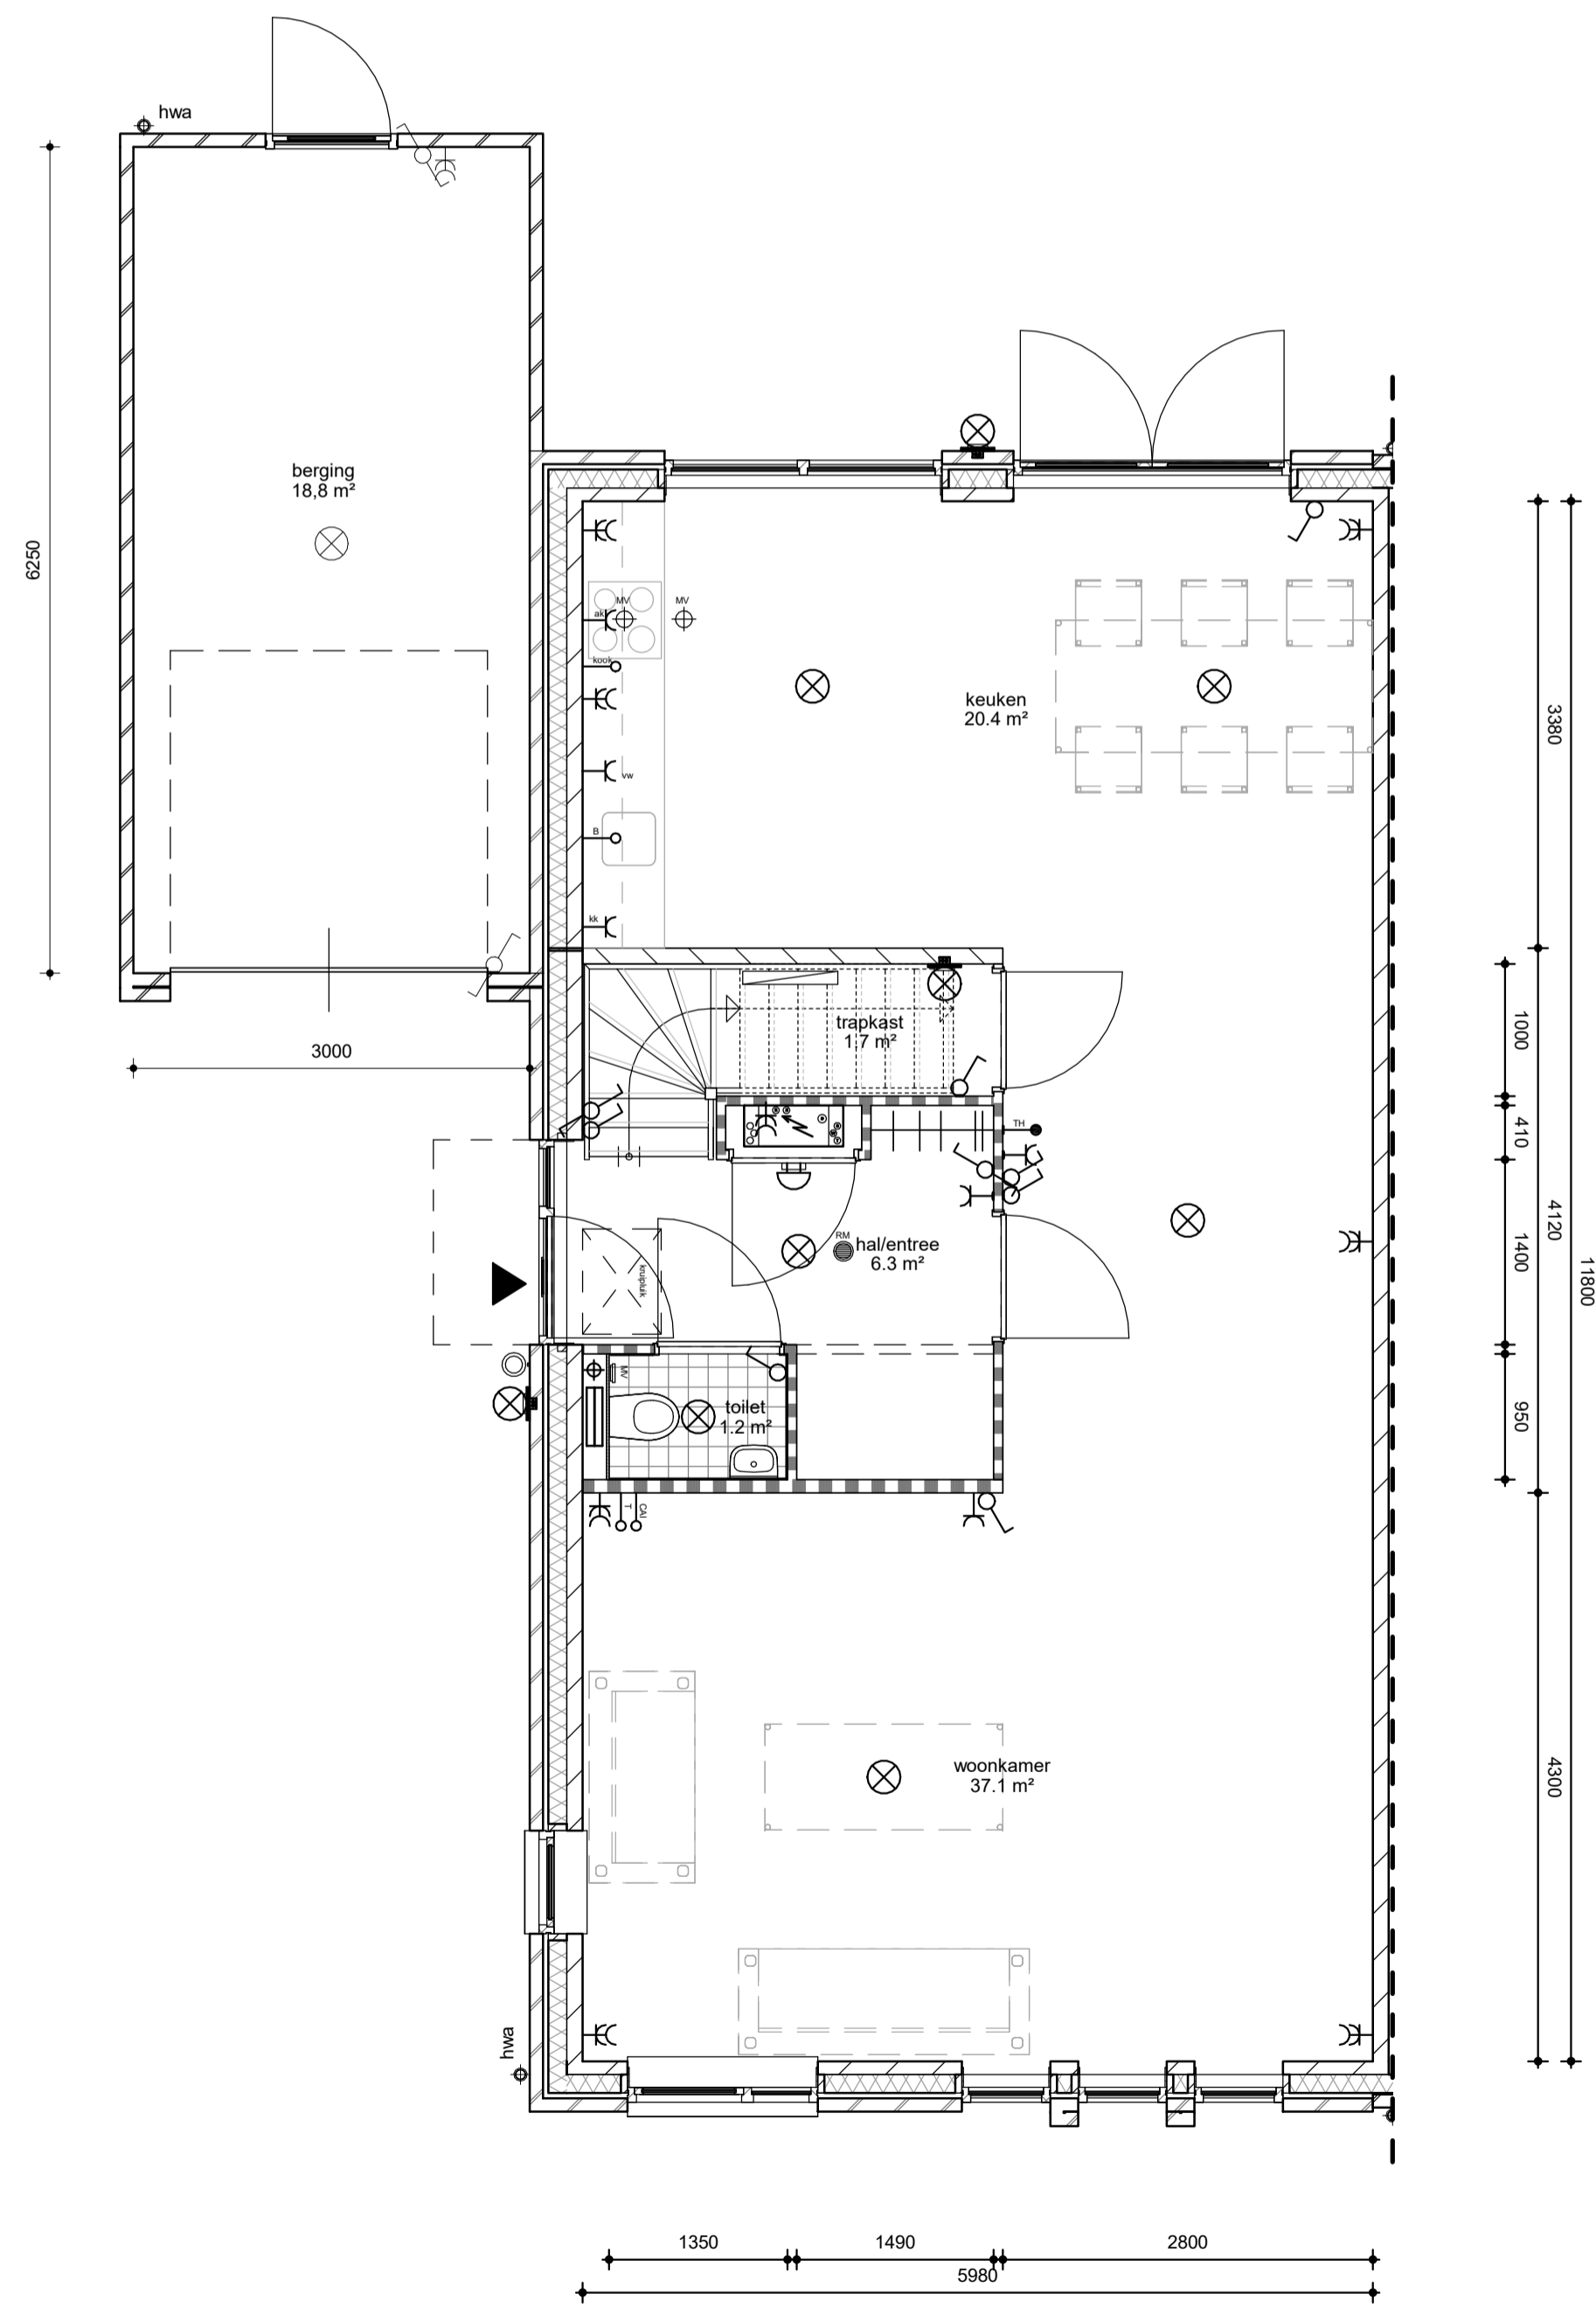 hwa
berging
18,8 m²
6250
3000
MV
MV
ak
kook
vw
B
kk
keuken
20.4 m²
trapkast
1.7 m²
TH
RM
hal/entree
6.3 m²
kruipluik
MV
toilet
1.2 m²
T
CAI
woonkamer
37.1 m²
hwa
3380
1000
410
4120
1400
11800
950
4300
1350
1490
2800
5980